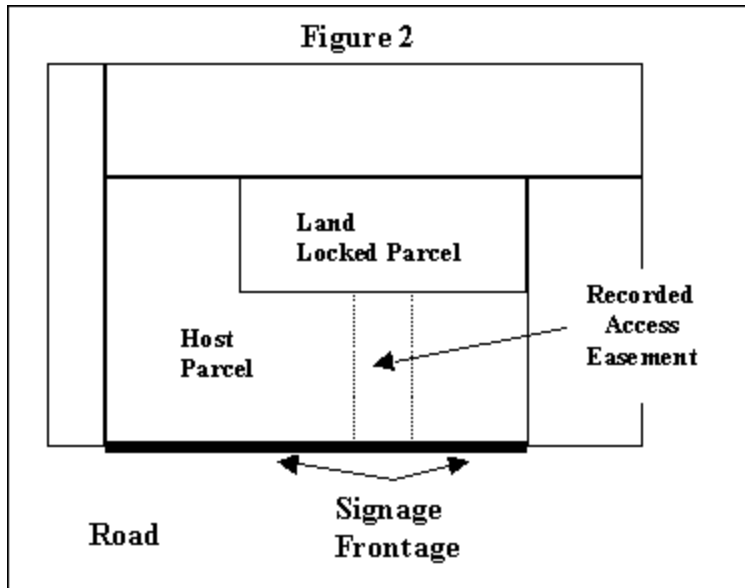 Figure 2
Land
Locked Parcel
Recorded
Access
Easement
Host
Parcel
Signage
Frontage
Road